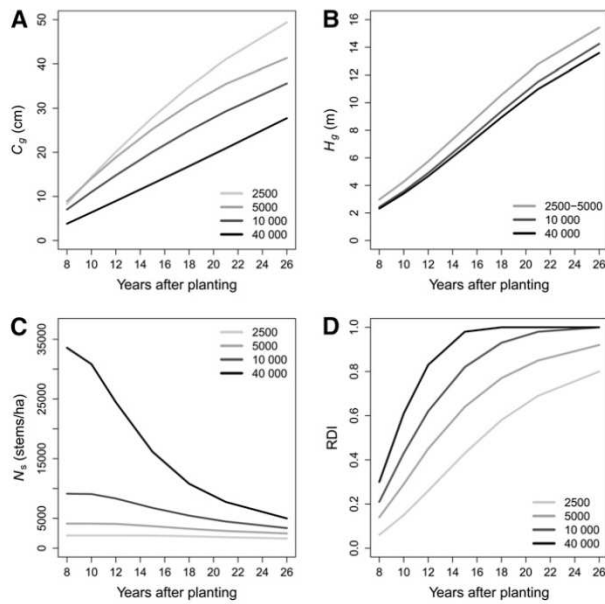 A
C_g (cm)
50
40
30
20
10
0
2500
5000
10 000
40 000
8 10 12 14 16 18 20 22 24 26
Years after planting
B
H_g (m)
16
14
12
10
8
6
4
2
0
2500–5000
10 000
40 000
8 10 12 14 16 18 20 22 24 26
Years after planting
C
N_s (stems/ha)
35000
25000
15000
5000
0
2500
5000
10 000
40 000
8 10 12 14 16 18 20 22 24 26
Years after planting
D
RDI
1.0
0.8
0.6
0.4
0.2
0.0
2500
5000
10 000
40 000
8 10 12 14 16 18 20 22 24 26
Years after planting